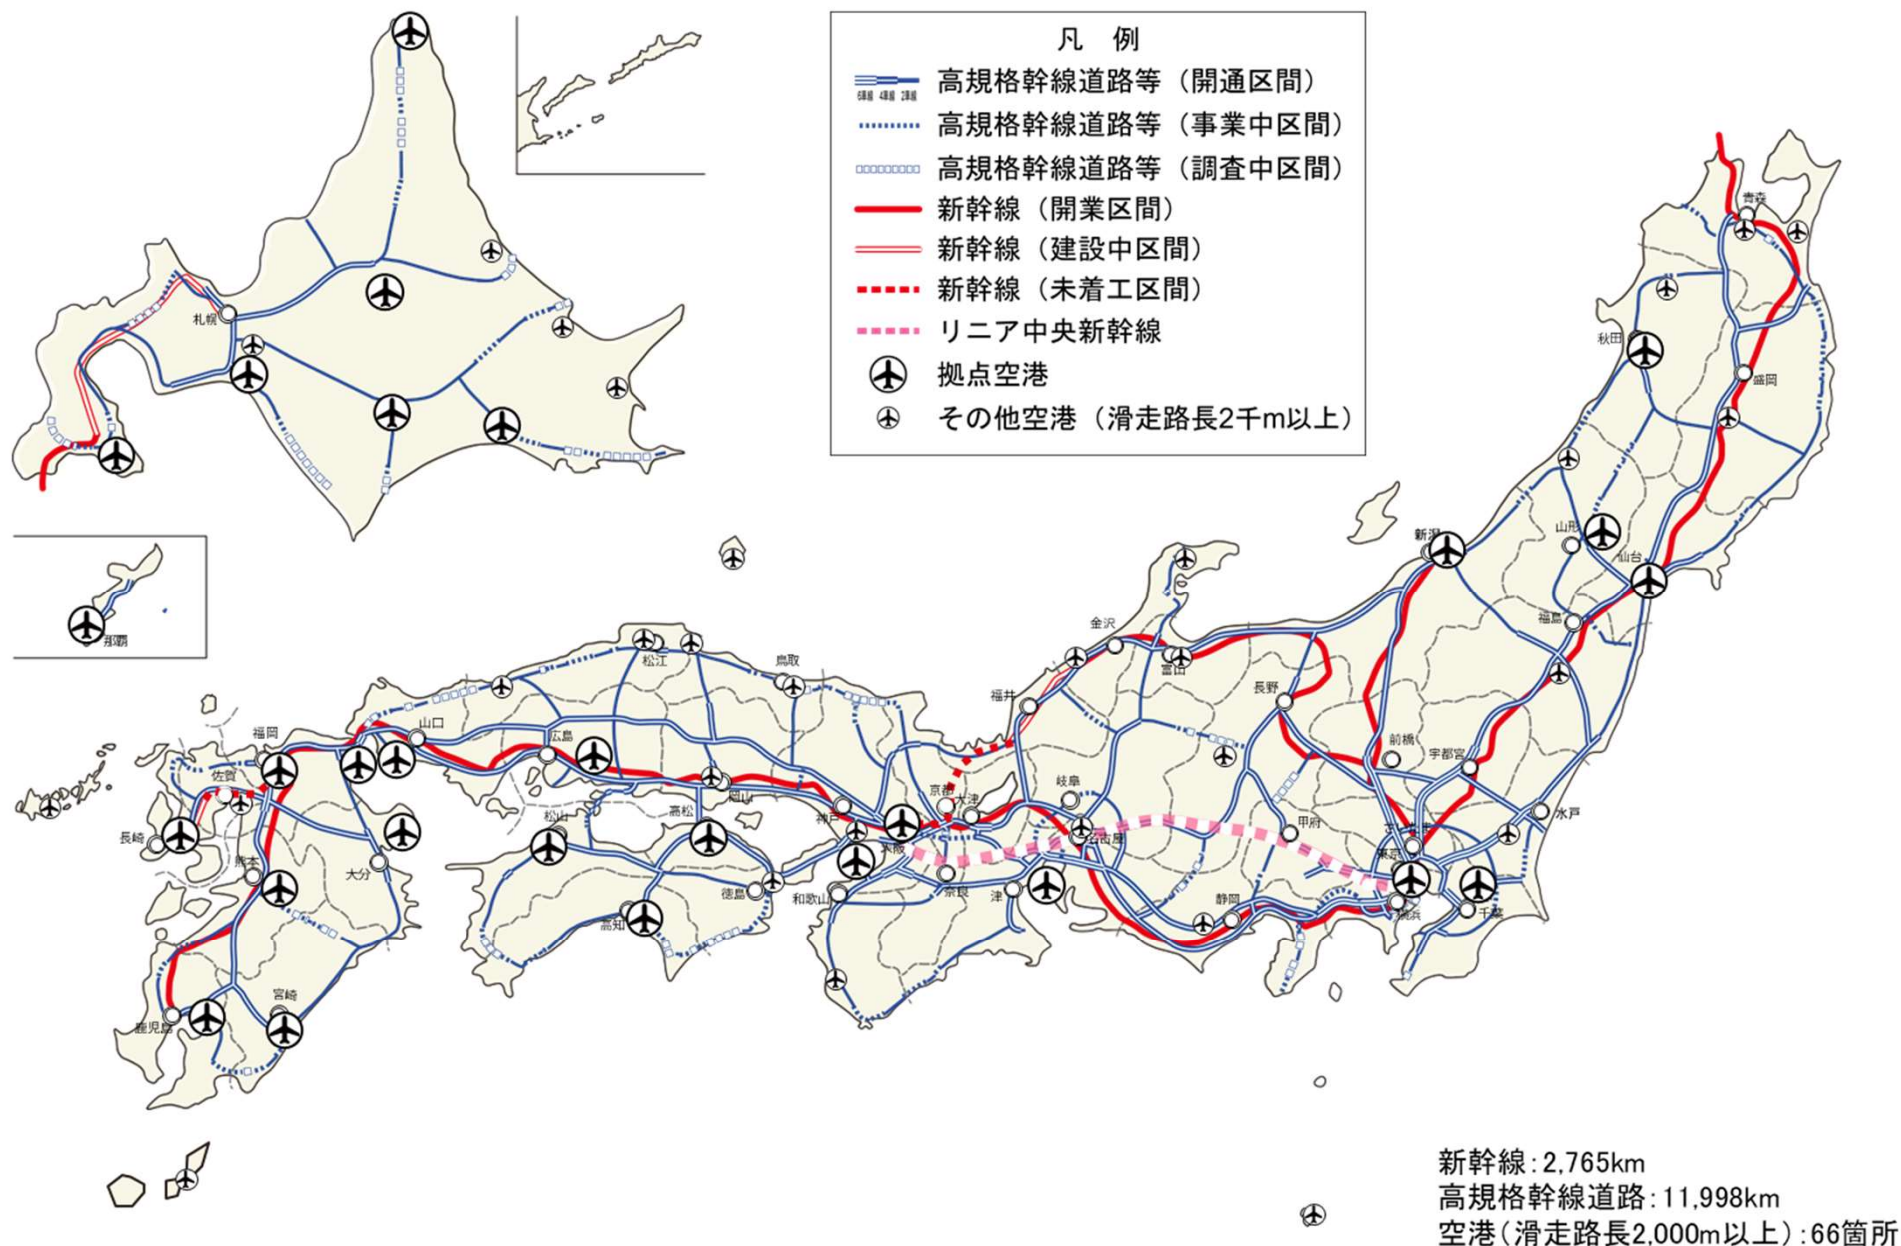 凡 例
高規格幹線道路等（開通区間）
6車線 4車線 2車線
高規格幹線道路等（事業中区間）
高規格幹線道路等（調査中区間）
新幹線（開業区間）
新幹線（建設中区間）
新幹線（未着工区間）
リニア中央新幹線
拠点空港
その他空港（滑走路長2千m以上）
札幌
青森
秋田
盛岡
山形
仙台
新潟
福島
那覇
金沢
富山
長野
福井
松江
鳥取
山口
広島
岡山
福岡
佐賀
長崎
熊本
大分
宮崎
鹿児島
松山
高松
高知
徳島
神戸
京都
大津
大阪
奈良
和歌山
津
岐阜
名古屋
静岡
甲府
前橋
宇都宮
水戸
東京
横浜
千葉
新幹線：2,765km
高規格幹線道路：11,998km
空港（滑走路長2,000m以上）：66箇所